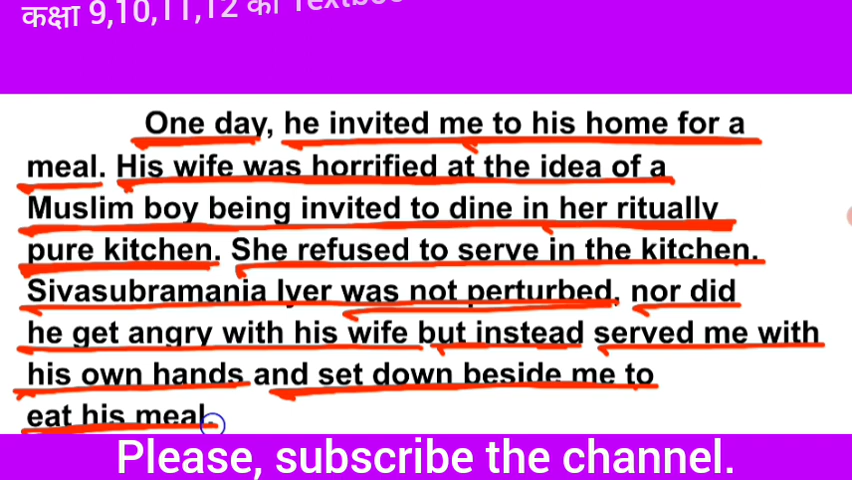 कक्षा 9,10,11,12 की
One day, he invited me to his home for a
meal. His wife was horrified at the idea of a
Muslim boy being invited to dine in her ritually
pure kitchen. She refused to serve in the kitchen.
Sivasubramania Iyer was not perturbed, nor did
he get angry with his wife but instead served me with
his own hands and set down beside me to
eat his meal.
Please, subscribe the channel.